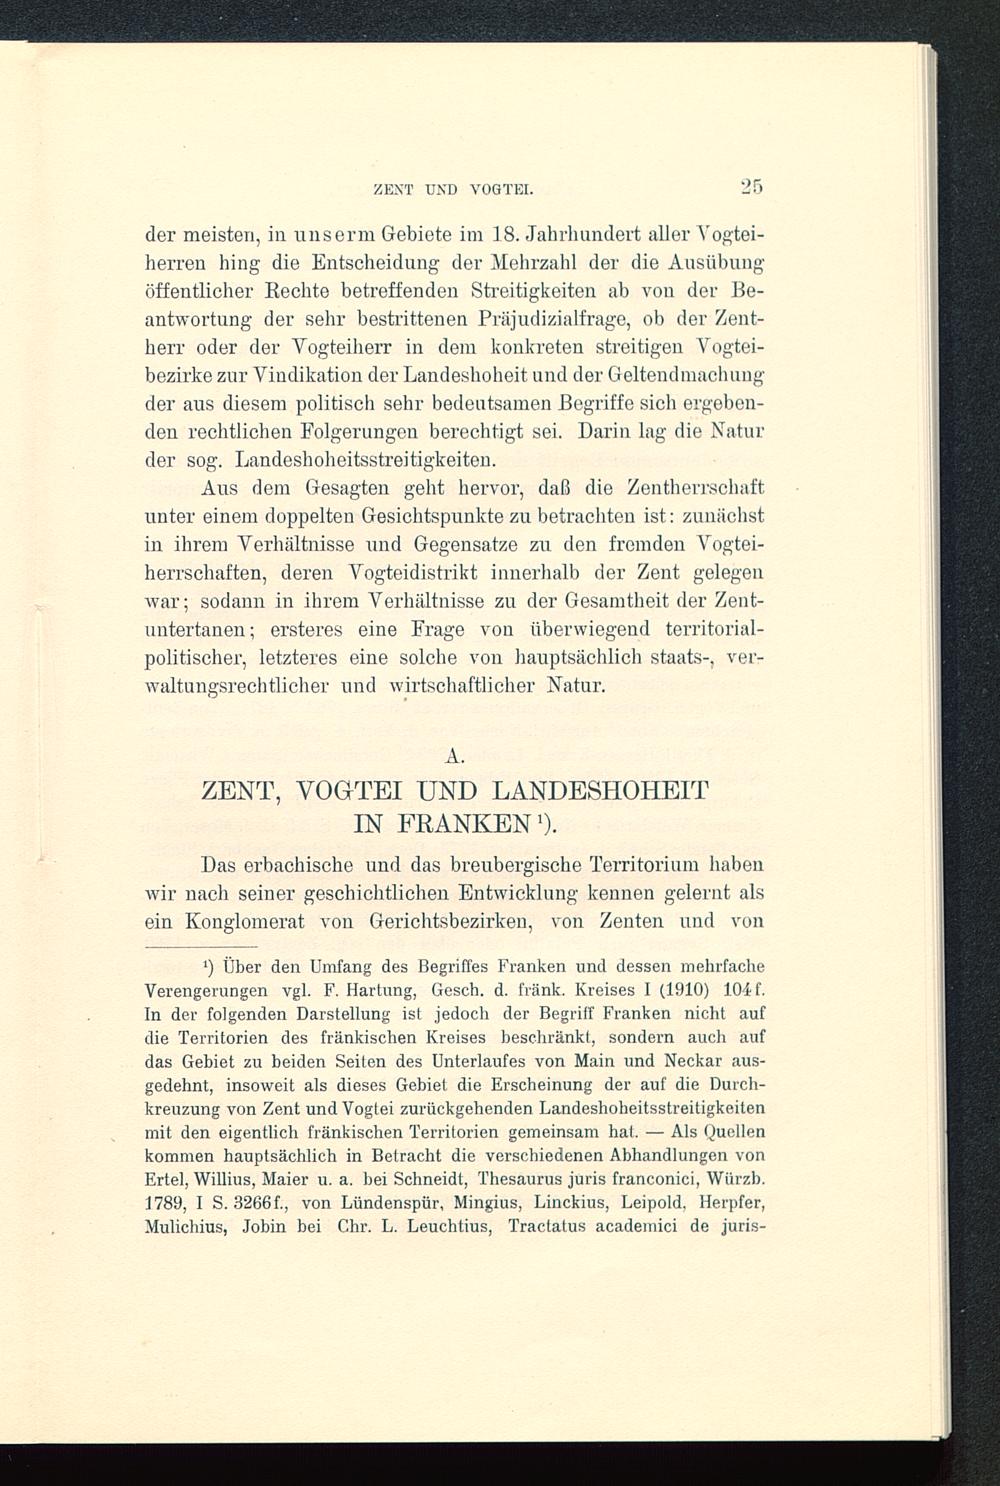 ZENT UND VOGTEI. 25
der meisten, in unserm Gebiete im 18. Jahrhundert aller Vogtei-
herren hing die Entscheidung der Mehrzahl der die Ausübung
öffentlicher Rechte betreffenden Streitigkeiten ab von der Be-
antwortung der sehr bestrittenen Präjudizialfrage, ob der Zent-
herr oder der Vogteiherr in dem konkreten streitigen Vogtei-
bezirke zur Vindikation der Landeshoheit und der Geltendmachung
der aus diesem politisch sehr bedeutsamen Begriffe sich ergeben-
den rechtlichen Folgerungen berechtigt sei. Darin lag die Natur
der sog. Landeshoheitsstreitigkeiten.
Aus dem Gesagten geht hervor, daß die Zentherrschaft
unter einem doppelten Gesichtspunkte zu betrachten ist: zunächst
in ihrem Verhältnisse und Gegensatze zu den fremden Vogtei-
herrschaften, deren Vogteidistrikt innerhalb der Zent gelegen
war; sodann in ihrem Verhältnisse zu der Gesamtheit der Zent-
untertanen; ersteres eine Frage von überwiegend territorial-
politischer, letzteres eine solche von hauptsächlich staats-, ver-
waltungsrechtlicher und wirtschaftlicher Natur.
A.
ZENT, VOGTEI UND LANDESHOHEIT
IN FRANKEN ¹).
Das erbachische und das breubergische Territorium haben
wir nach seiner geschichtlichen Entwicklung kennen gelernt als
ein Konglomerat von Gerichtsbezirken, von Zenten und von
¹) Über den Umfang des Begriffes Franken und dessen mehrfache
Verengerungen vgl. F. Hartung, Gesch. d. fränk. Kreises I (1910) 104 f.
In der folgenden Darstellung ist jedoch der Begriff Franken nicht auf
die Territorien des fränkischen Kreises beschränkt, sondern auch auf
das Gebiet zu beiden Seiten des Unterlaufes von Main und Neckar aus-
gedehnt, insoweit als dieses Gebiet die Erscheinung der auf die Durch-
kreuzung von Zent und Vogtei zurückgehenden Landeshoheitsstreitigkeiten
mit den eigentlich fränkischen Territorien gemeinsam hat. — Als Quellen
kommen hauptsächlich in Betracht die verschiedenen Abhandlungen von
Ertel, Willius, Maier u. a. bei Schneidt, Thesaurus juris franconici, Würzb.
1789, I S. 3266 f., von Lündenspür, Mingius, Linckius, Leipold, Herpfer,
Mulichius, Jobin bei Chr. L. Leuchtius, Tractatus academici de juris-